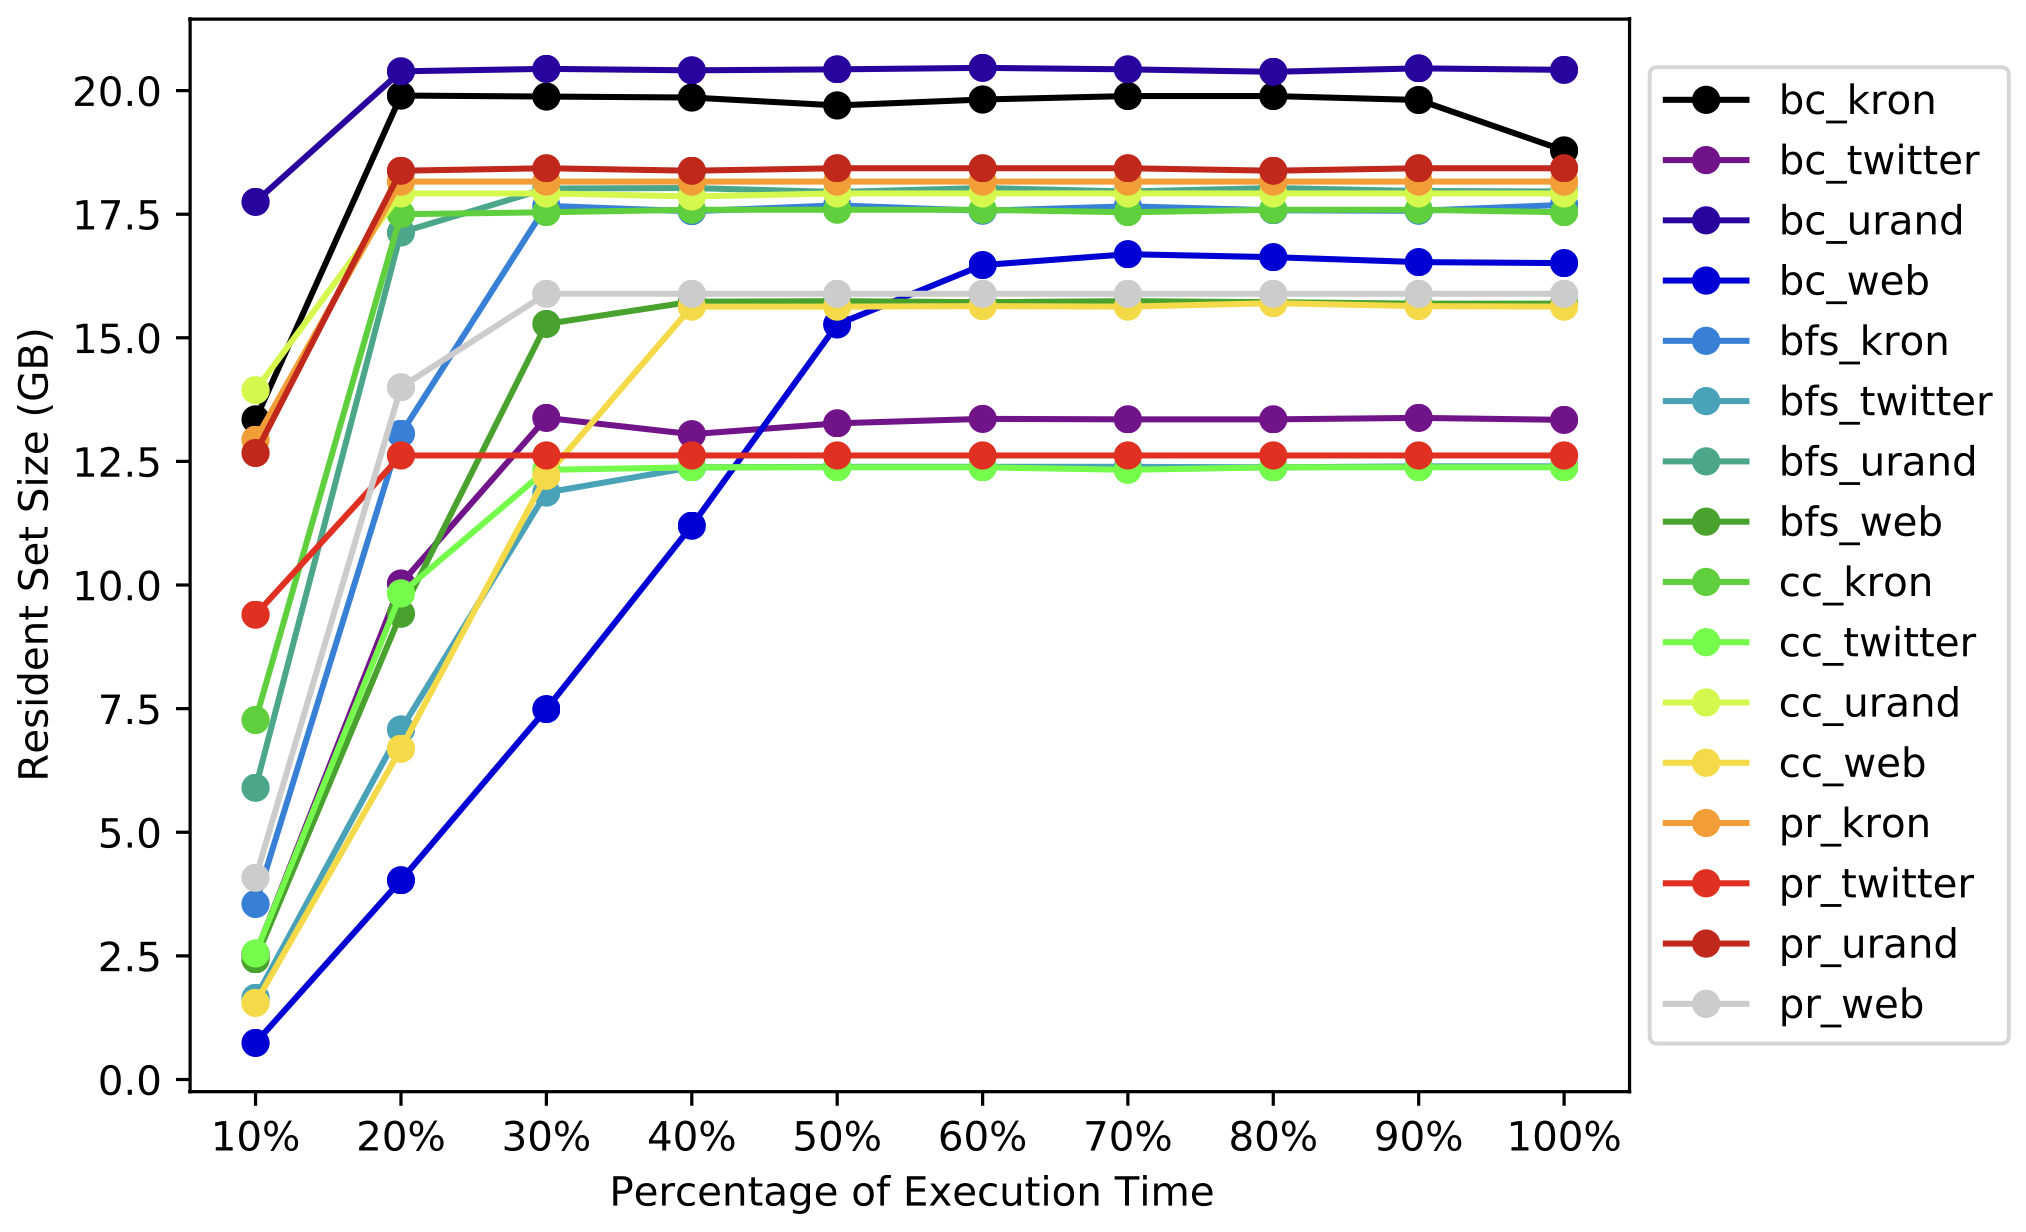 Resident Set Size (GB)
20.0
17.5
15.0
12.5
10.0
7.5
5.0
2.5
0.0
10% 20% 30% 40% 50% 60% 70% 80% 90% 100%
Percentage of Execution Time
bc_kron
bc_twitter
bc_urand
bc_web
bfs_kron
bfs_twitter
bfs_urand
bfs_web
cc_kron
cc_twitter
cc_urand
cc_web
pr_kron
pr_twitter
pr_urand
pr_web